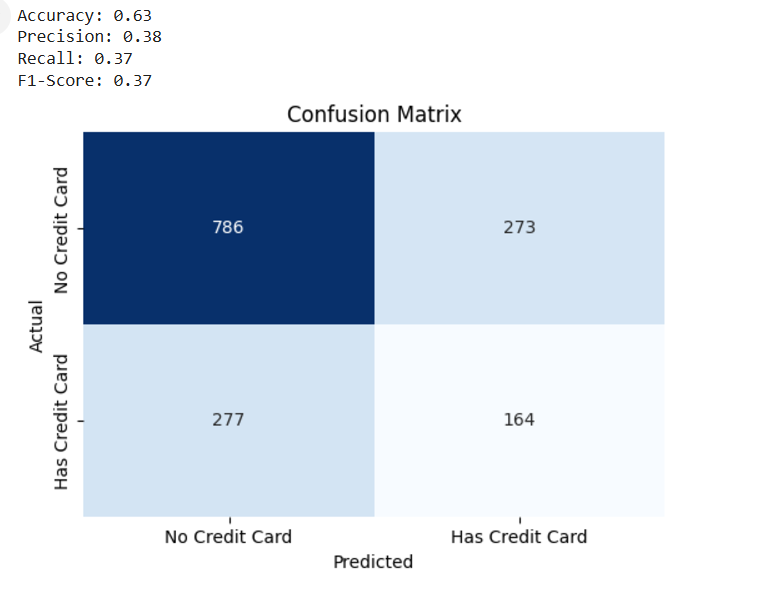 Accuracy: 0.63
Precision: 0.38
Recall: 0.37
F1-Score: 0.37
Confusion Matrix
Actual
No Credit Card
786
273
Has Credit Card
277
164
No Credit Card
Has Credit Card
Predicted